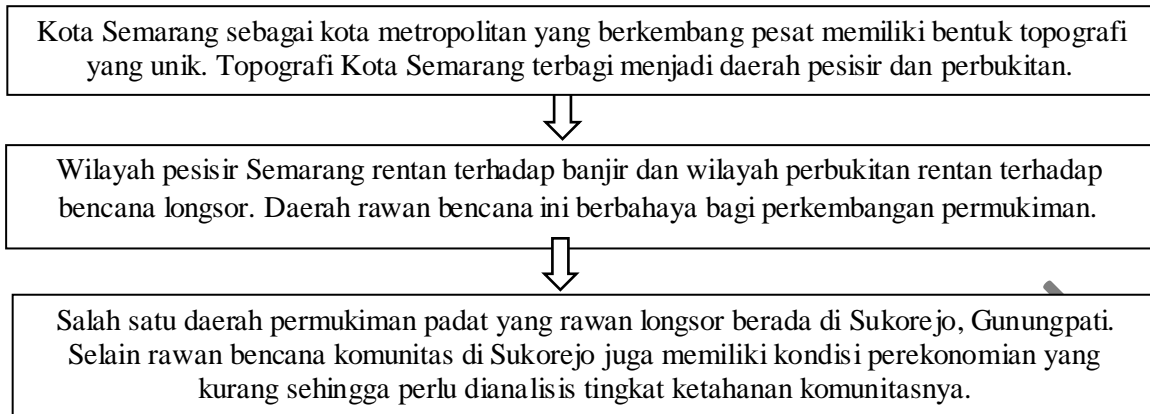 Kota Semarang sebagai kota metropolitan yang berkembang pesat memiliki bentuk topografi
yang unik. Topografi Kota Semarang terbagi menjadi daerah pesisir dan perbukitan.
Wilayah pesisir Semarang rentan terhadap banjir dan wilayah perbukitan rentan terhadap
bencana longsor. Daerah rawan bencana ini berbahaya bagi perkembangan permukiman.
Salah satu daerah permukiman padat yang rawan longsor berada di Sukorejo, Gunungpati.
Selain rawan bencana komunitas di Sukorejo juga memiliki kondisi perekonomian yang
kurang sehingga perlu dianalisis tingkat ketahanan komunitasnya.